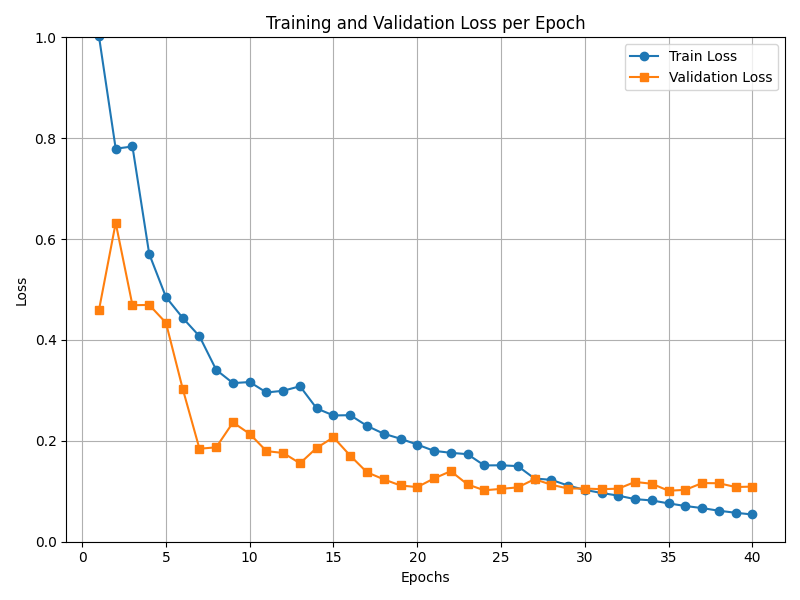 Training and Validation Loss per Epoch
Train Loss
Validation Loss
1.0
0.8
0.6
0.4
0.2
0.0
Loss
0 5 10 15 20 25 30 35 40
Epochs